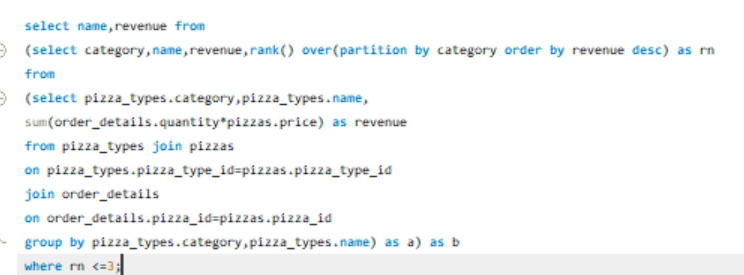 select name,revenue from
(select category,name,revenue,rank() over(partition by category order by revenue desc) as rn
from
(select pizza_types.category,pizza_types.name,
sum(order_details.quantity*pizzas.price) as revenue
from pizza_types join pizzas
on pizza_types.pizza_type_id=pizzas.pizza_type_id
join order_details
on order_details.pizza_id=pizzas.pizza_id
group by pizza_types.category,pizza_types.name) as a) as b
where rn <=3;